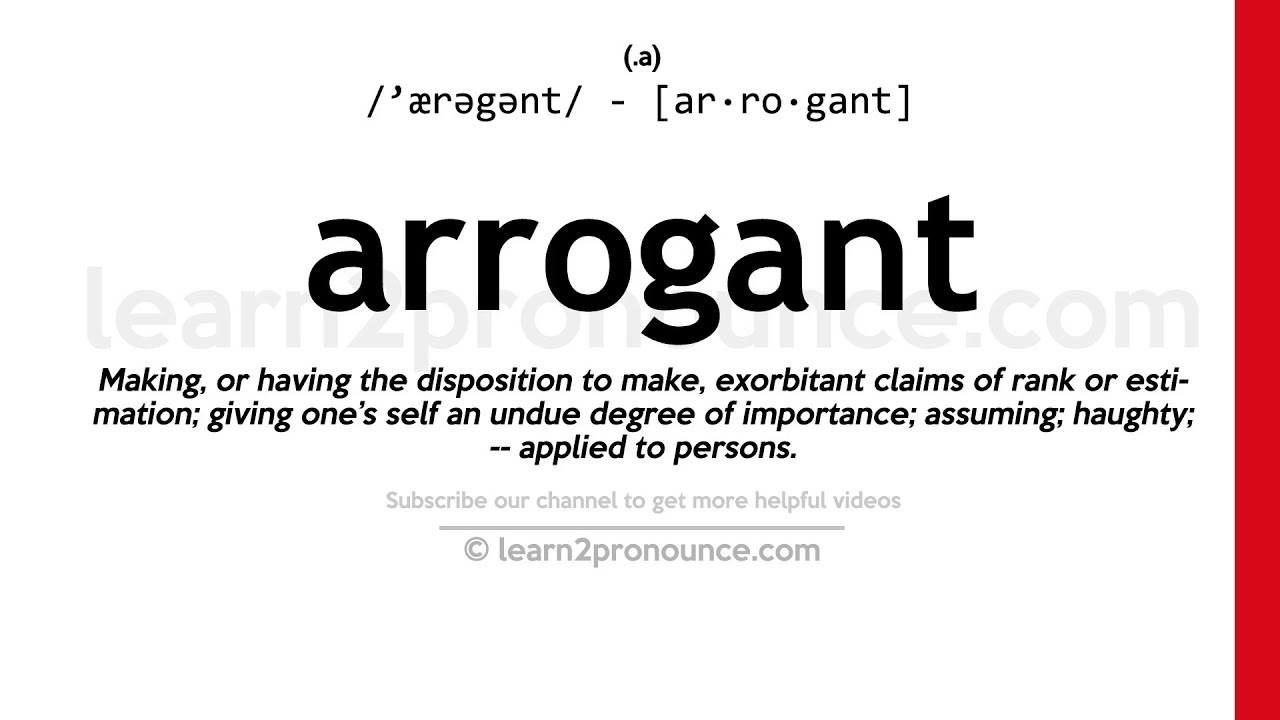 (.a)
/’ærəgənt/ - [ar·ro·gant]
arrogant
learn2pronounce.com
Making, or having the disposition to make, exorbitant claims of rank or esti-
mation; giving one’s self an undue degree of importance; assuming; haughty;
-- applied to persons.
Subscribe our channel to get more helpful videos
© learn2pronounce.com